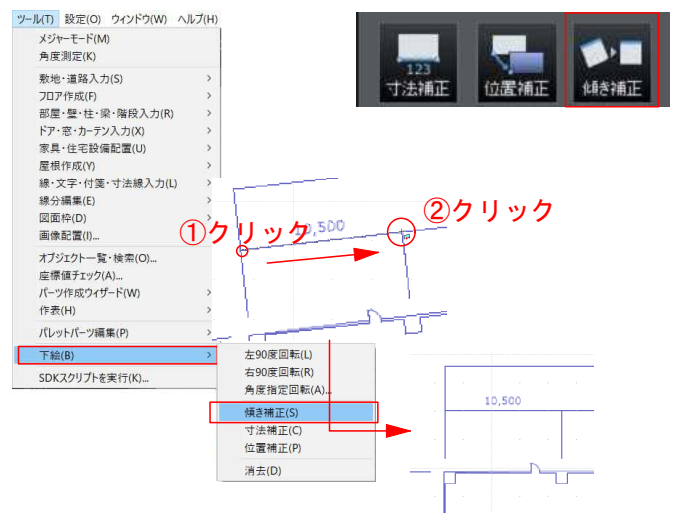 ツール(T) 設定(O) ウィンドウ(W) ヘルプ(H)
メジャーモード(M)
角度測定(K)
敷地・道路入力(S)
フロア作成(F)
部屋・壁・柱・梁・階段入力(R)
ドア・窓・カーテン入力(X)
家具・住宅設備配置(U)
屋根作成(Y)
線・文字・付箋・寸法線入力(L)
線分編集(E)
図面枠(D)
画像配置(I)...
オブジェクト一覧・検索(O)...
座標値チェック(A)...
パーツ作成ウィザード(W)
作表(H)
パレットパーツ編集(P)
下絵(B)
SDKスクリプトを実行(K)...
左90度回転(L)
右90度回転(R)
角度指定回転(A)...
傾き補正(S)
寸法補正(C)
位置補正(P)
消去(D)
123
寸法補正
位置補正
傾き補正
①クリック
②クリック
10,500
10,500